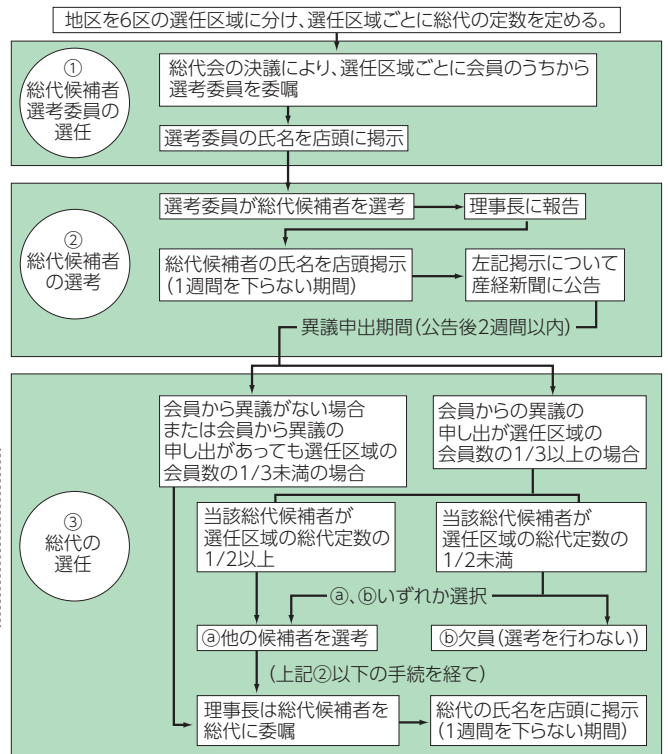 地区を6区の選任区域に分け、選任区域ごとに総代の定数を定める。
①
総代候補者
選考委員の
選任
総代会の決議により、選任区域ごとに会員のうちから
選考委員を委嘱
選考委員の氏名を店頭に掲示
②
総代候補者
の選考
選考委員が総代候補者を選考
理事長に報告
総代候補者の氏名を店頭掲示
(1週間を下らない期間)
左記掲示について
産経新聞に公告
異議申出期間(公告後2週間以内)
③
総代の
選任
会員から異議がない場合
または会員から異議の
申し出があっても選任区域の
会員数の1/3未満の場合
会員からの異議の
申し出が選任区域の
会員数の1/3以上の場合
当該総代候補者が
選任区域の総代定数の
1/2以上
当該総代候補者が
選任区域の総代定数の
1/2未満
ⓐ、ⓑいずれか選択
ⓐ他の候補者を選考
ⓑ欠員(選考を行わない)
(上記②以下の手続を経て)
理事長は総代候補者を
総代に委嘱
総代の氏名を店頭に掲示
(1週間を下らない期間)